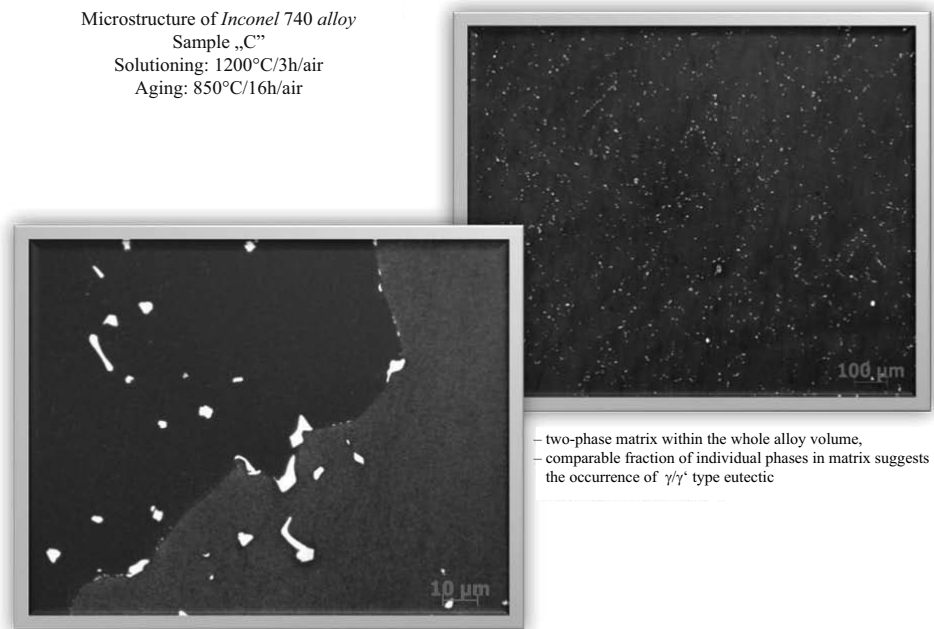 Microstructure of Inconel 740 alloy
Sample „C”
Solutioning: 1200°C/3h/air
Aging: 850°C/16h/air
100 μm
– two-phase matrix within the whole alloy volume,
– comparable fraction of individual phases in matrix suggests
the occurrence of γ/γ‘ type eutectic
10 μm